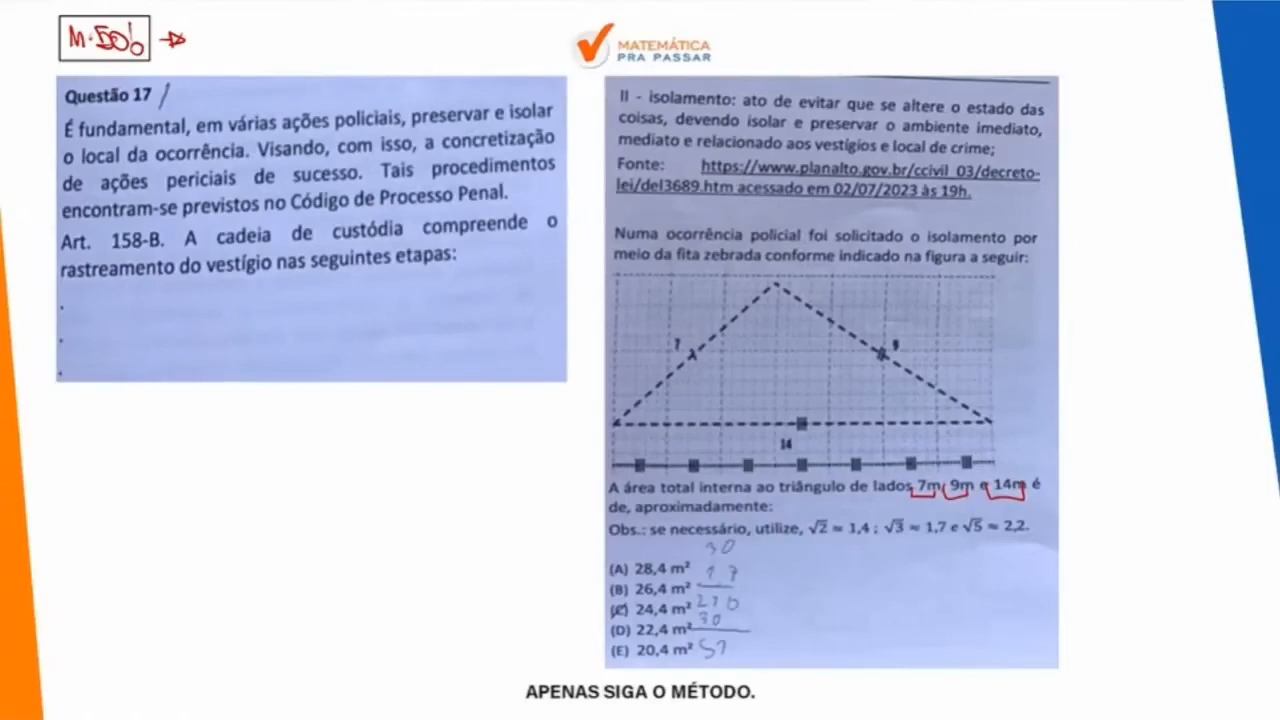 M·50%
MATEMÁTICA
PRA PASSAR
Questão 17
É fundamental, em várias ações policiais, preservar e isolar
o local da ocorrência. Visando, com isso, a concretização
de ações periciais de sucesso. Tais procedimentos
encontram-se previstos no Código de Processo Penal.
Art. 158-B. A cadeia de custódia compreende o
rastreamento do vestígio nas seguintes etapas:
II - isolamento: ato de evitar que se altere o estado das
coisas, devendo isolar e preservar o ambiente imediato,
mediato e relacionado aos vestígios e local de crime;
Fonte: https://www.planalto.gov.br/ccivil_03/decreto-
lei/del3689.htm acessado em 02/07/2023 às 19h.
Numa ocorrência policial foi solicitado o isolamento por
meio da fita zebrada conforme indicado na figura a seguir:
7
9
14
A área total interna ao triângulo de lados 7m, 9m e 14m é
de, aproximadamente:
Obs.: se necessário, utilize, √2 = 1,4 ; √3 ≈ 1,7 e √5 = 2,2.
30
(A) 28,4 m²
17
(B) 26,4 m²
210
(C) 24,4 m²
30
(D) 22,4 m²
(E) 20,4 m²
51
APENAS SIGA O MÉTODO.